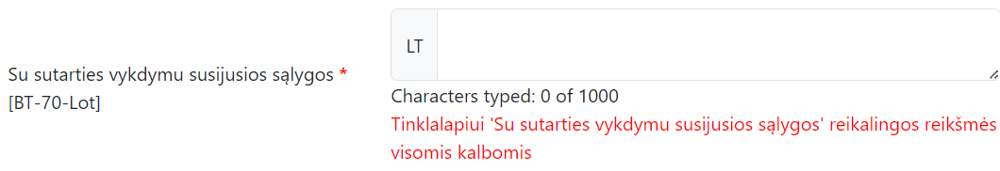 LT
Su sutarties vykdymu susijusios sąlygos *
[BT-70-Lot]
Characters typed: 0 of 1000
Tinklalapiui 'Su sutarties vykdymu susijusios sąlygos' reikalingos reikšmės
visomis kalbomis